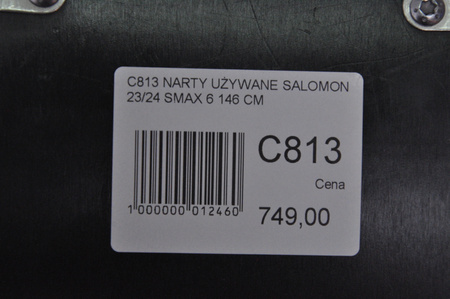 C813 NARTY UŻYWANE SALOMON
23/24 SMAX 6 146 CM
C813
Cena
1 000000 012460
749,00